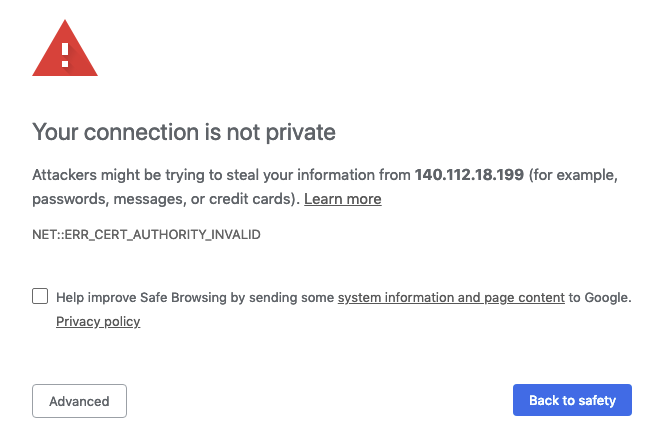 Your connection is not private
Attackers might be trying to steal your information from 140.112.18.199 (for example,
passwords, messages, or credit cards). Learn more
NET::ERR_CERT_AUTHORITY_INVALID
Help improve Safe Browsing by sending some system information and page content to Google.
Privacy policy
Advanced
Back to safety